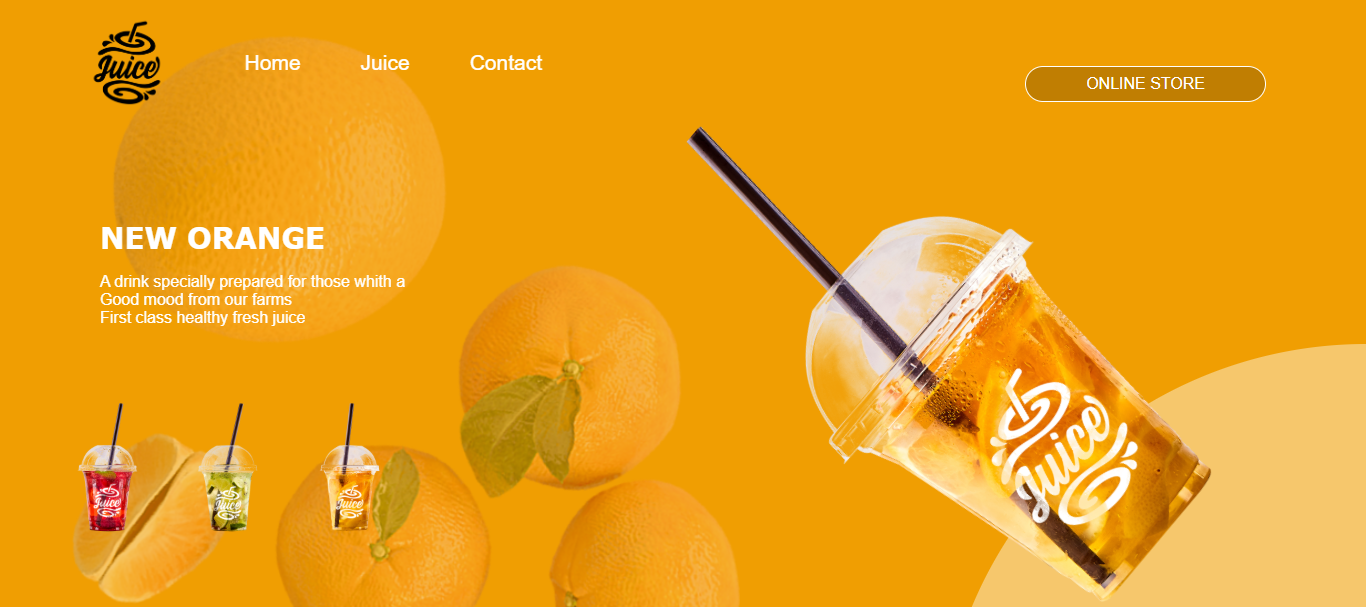 Juice
Home
Juice
Contact
ONLINE STORE
NEW ORANGE
A drink specially prepared for those whith a
Good mood from our farms
First class healthy fresh juice
Juice
Juice
Juice
Juice